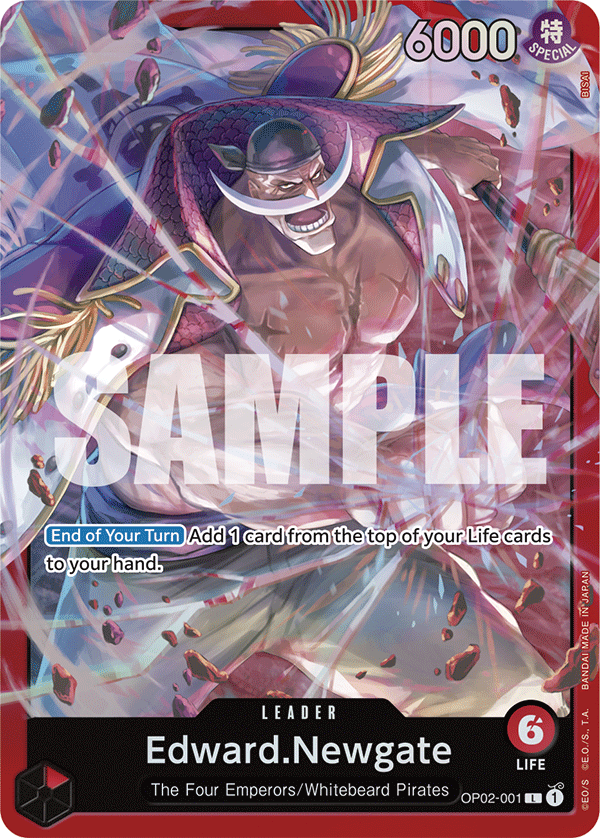 6000
特
SPECIAL
BISAI
SAMPLE
End of Your Turn Add 1 card from the top of your Life cards
to your hand.
LEADER
Edward.Newgate
The Four Emperors/Whitebeard Pirates
6
LIFE
OP02-001 L 1
©E.O./S ©E.O./S., T.A. BANDAI MADE IN JAPAN